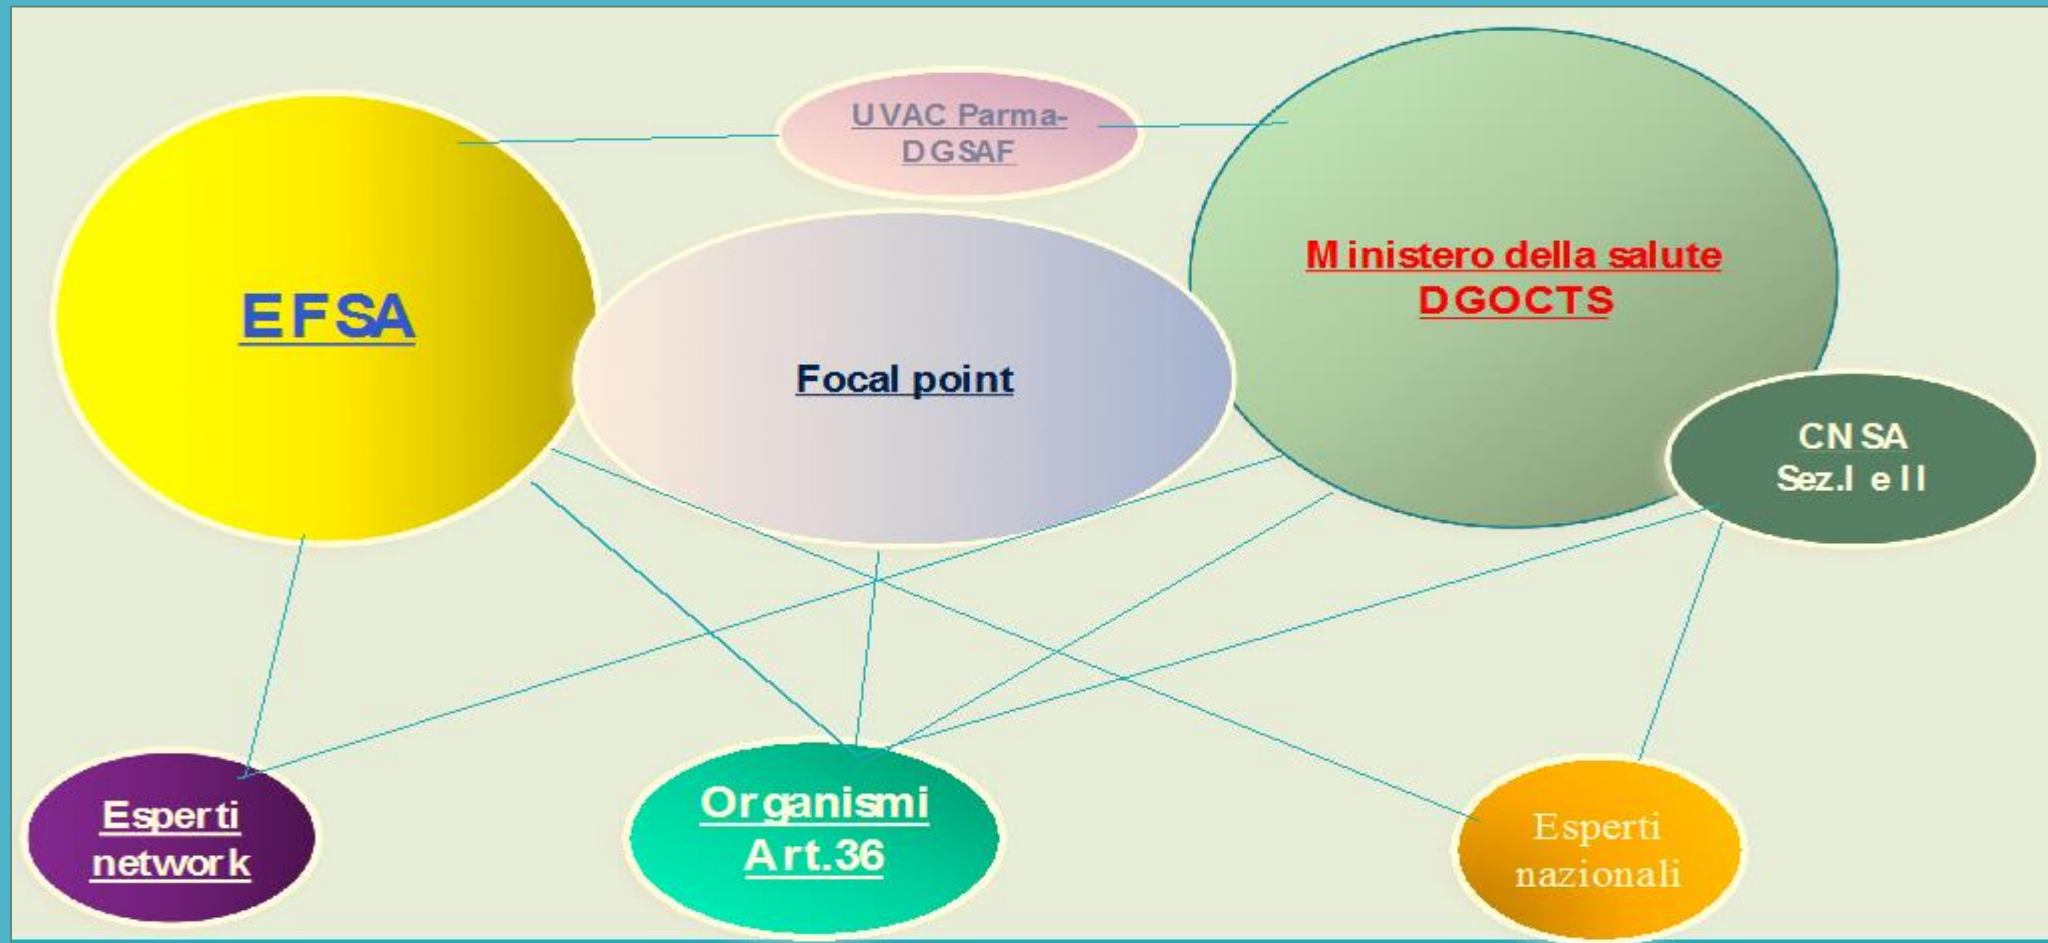 UVAC Parma-
DGSAF
EFSA
Ministero della salute
DGOCTS
Focal point
CNSA
Sez.I e II
Esperti
network
Organismi
Art.36
Esperti
nazionali